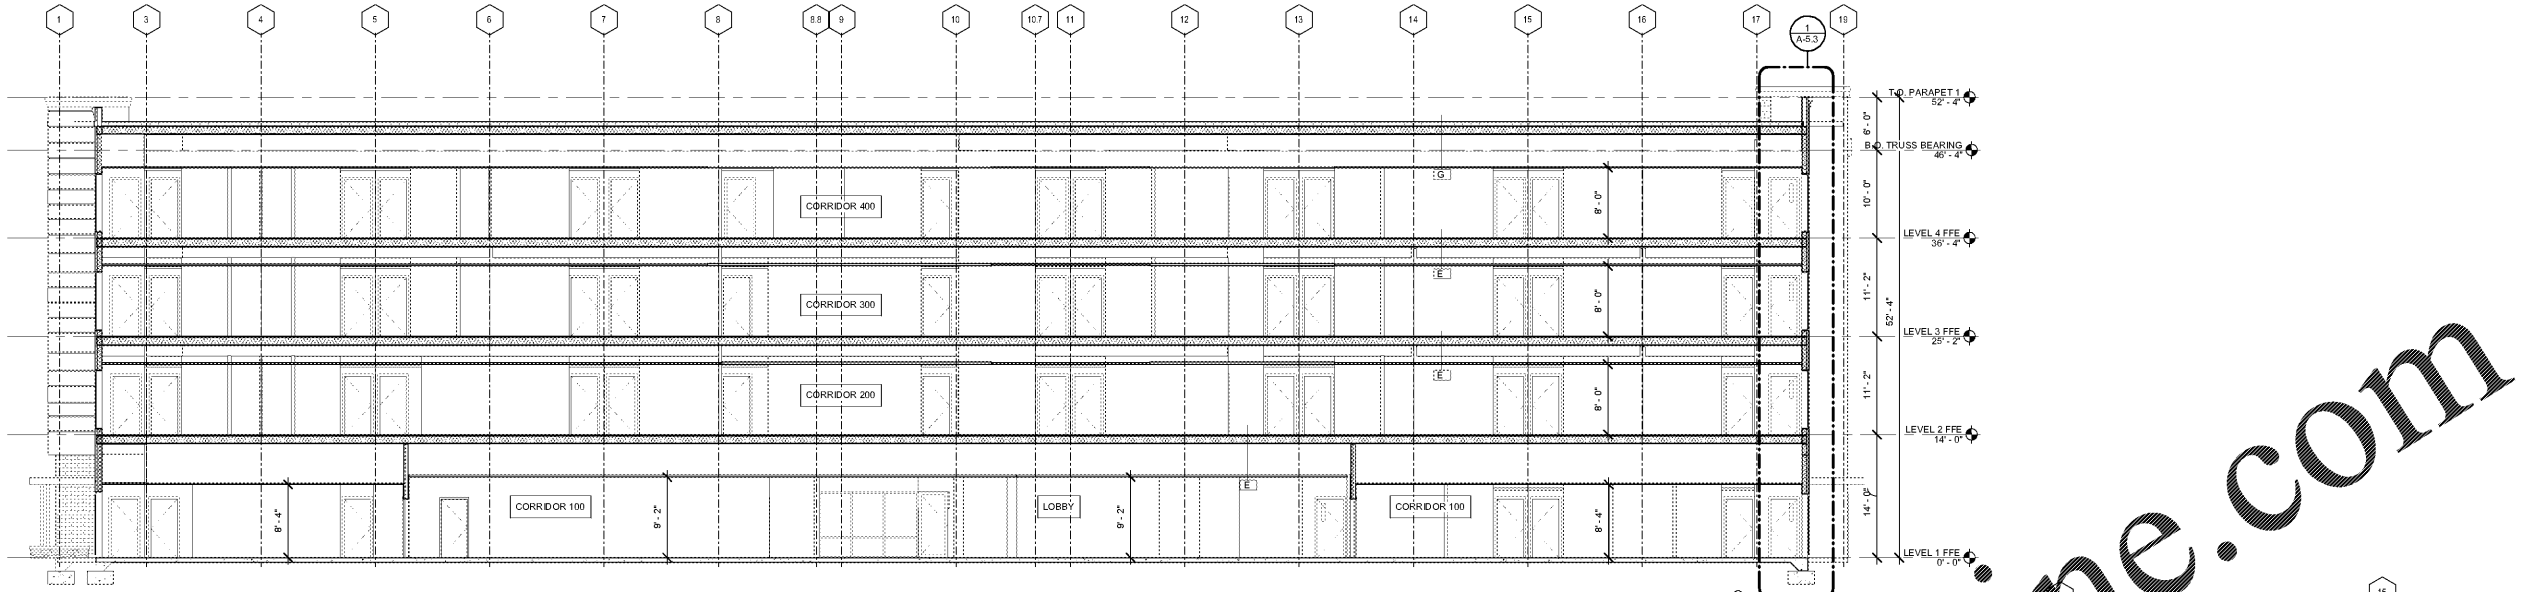 1 3 4 5 6 7 8 8.8 9 10 10.7 11 12 13 14 15 16 17 19
1
A-5.3
T.O. PARAPET 1
52' - 4"
6' - 0"
B.O. TRUSS BEARING
46' - 4"
G
10' - 0"
8' - 0"
CORRIDOR 400
LEVEL 4 FFE
36' - 4"
E
11' - 2"
8' - 0"
CORRIDOR 300
52' - 4"
LEVEL 3 FFE
25' - 2"
E
11' - 2"
8' - 0"
CORRIDOR 200
LEVEL 2 FFE
14' - 0"
E
14' - 0"
8' - 4"
CORRIDOR 100
9' - 2"
LOBBY
9' - 2"
CORRIDOR 100
8' - 4"
LEVEL 1 FFE
0' - 0"
ine.com